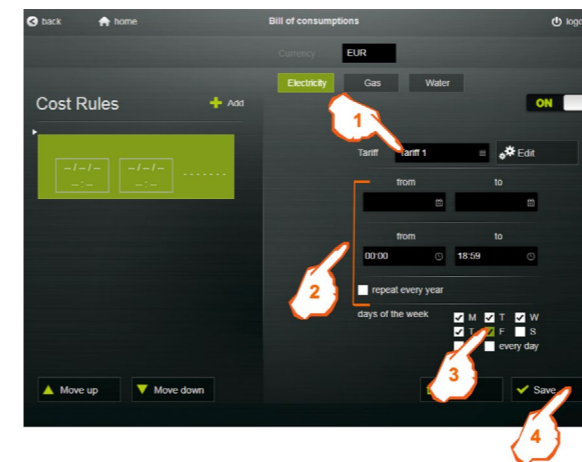 back home Bill of consumptions logo
Currency EUR
Electricity Gas Water
Cost Rules Add
ON
1
Tariff Tariff 1 Edit
--/--/-- --/--/-- -------
--:-- --:--
from to
from to
00:00 18:59
2
repeat every year
days of the week M T W
T F S
every day
3
Move up Move down Save
4